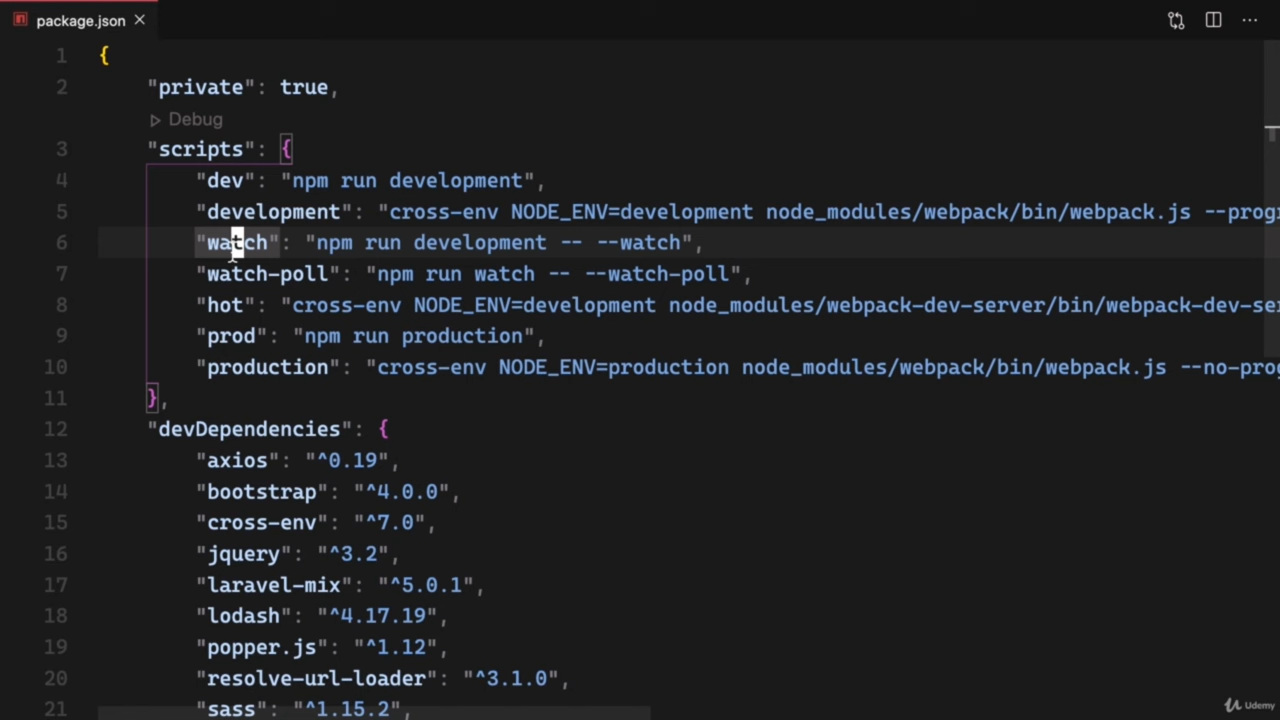 package.json
1 {
2 "private": true,
Debug
3 "scripts": {
4 "dev": "npm run development",
5 "development": "cross-env NODE_ENV=development node_modules/webpack/bin/webpack.js --progr
6 "watch": "npm run development -- --watch",
7 "watch-poll": "npm run watch -- --watch-poll",
8 "hot": "cross-env NODE_ENV=development node_modules/webpack-dev-server/bin/webpack-dev-se
9 "prod": "npm run production",
10 "production": "cross-env NODE_ENV=production node_modules/webpack/bin/webpack.js --no-prog
11 },
12 "devDependencies": {
13 "axios": "^0.19",
14 "bootstrap": "^4.0.0",
15 "cross-env": "^7.0",
16 "jquery": "^3.2",
17 "laravel-mix": "^5.0.1",
18 "lodash": "^4.17.19",
19 "popper.js": "^1.12",
20 "resolve-url-loader": "^3.1.0",
21 "sass": "^1.15.2",
Udemy